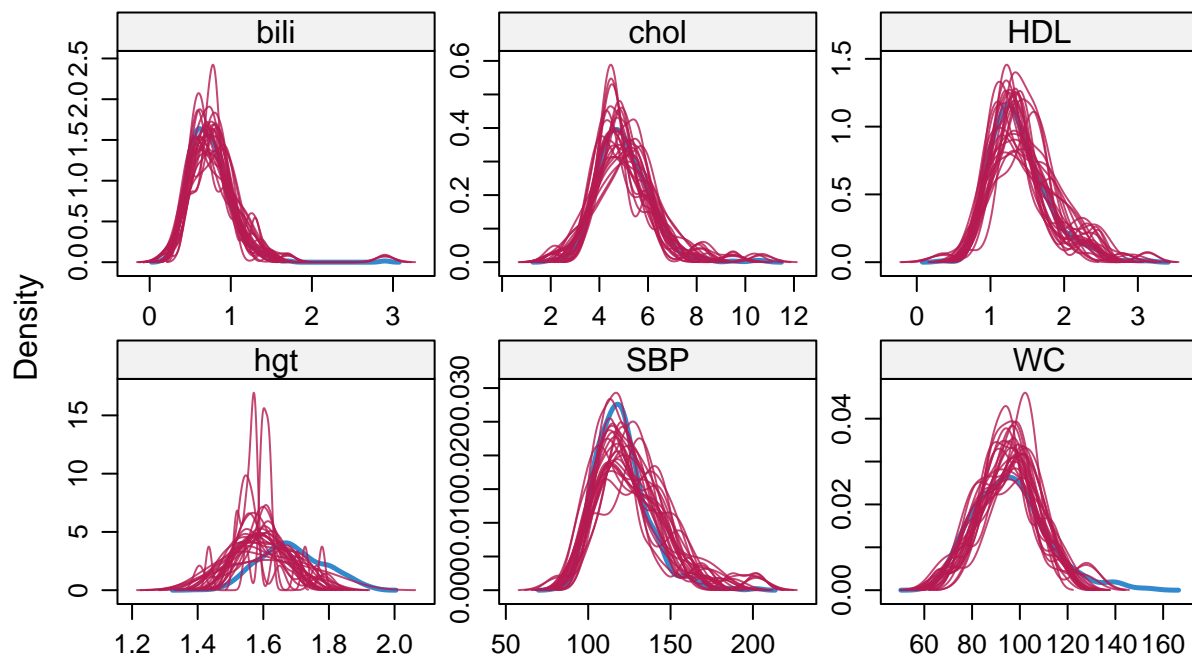 bili
chol
HDL
0.0 0.5 1.0 1.5 2.0 2.5
0.0 0.2 0.4 0.6
0.0 0.5 1.0 1.5
0 1 2 3
2 4 6 8 10 12
0 1 2 3
Density
hgt
SBP
WC
0 5 10 15
0.000 0.010 0.020 0.030
0.00 0.02 0.04
1.2 1.4 1.6 1.8 2.0
50 100 150 200
60 80 100 120 140 160